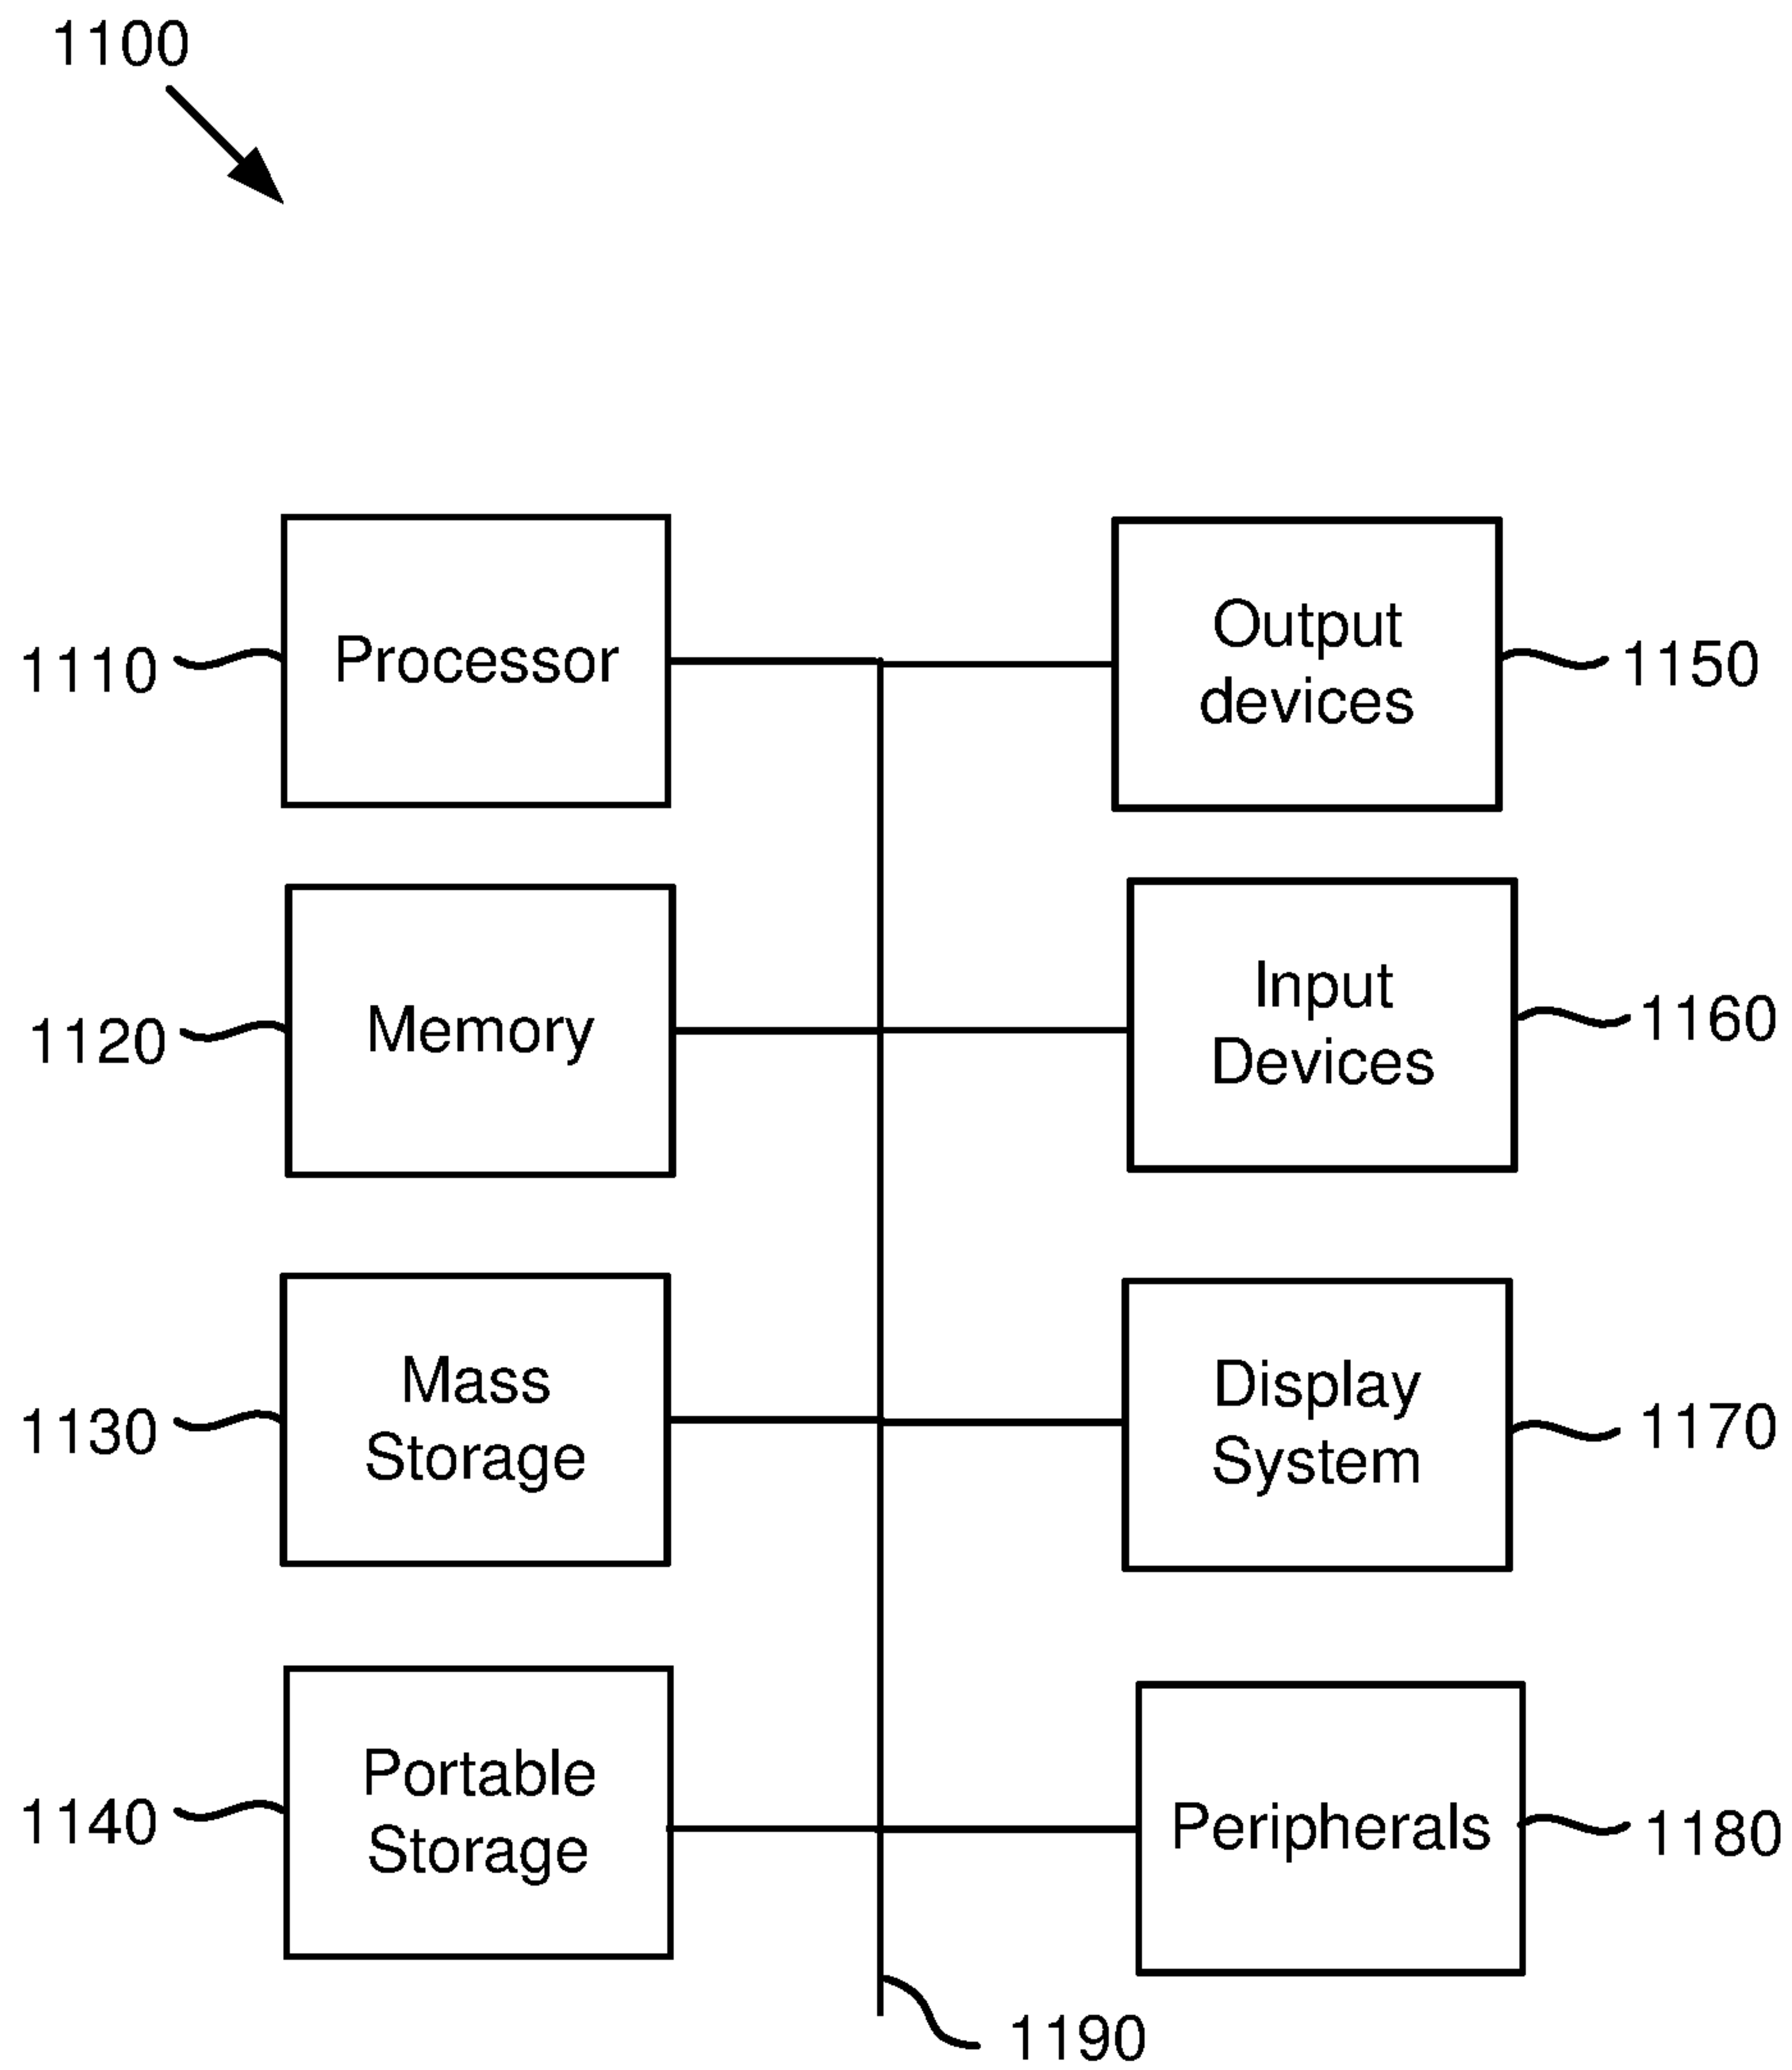 1100
1110
Processor
Output
devices
1150
1120
Memory
Input
Devices
1160
1130
Mass
Storage
Display
System
1170
1140
Portable
Storage
Peripherals
1180
1190